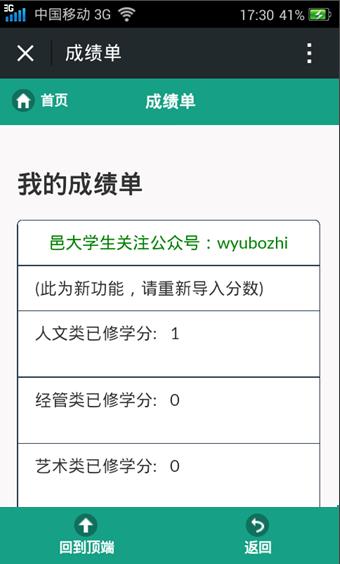 3G 中国移动 3G 17:30 41%
成绩单
首页 成绩单
我的成绩单
邑大学生关注公众号：wyubozhi
(此为新功能，请重新导入分数)
人文类已修学分: 1
经管类已修学分: 0
艺术类已修学分: 0
回到顶端 返回